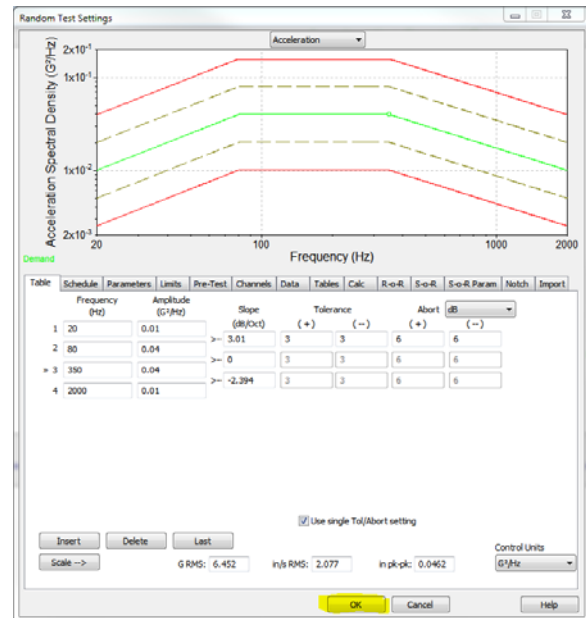 Random Test Settings
Acceleration
Acceleration Spectral Density (G²/Hz)
2x10⁻¹
1x10⁻¹
1x10⁻²
2x10⁻³
20
100
1000
2000
Frequency (Hz)
Demand
Table Schedule Parameters Limits Pre-Test Channels Data Tables Calc R-o-R S-o-R S-o-R Param Notch Import
Frequency (Hz) Amplitude (G²/Hz) Slope (dB/Oct) Tolerance (+) (--) Abort dB (+) (--)
1 20 0.01
>-- 3.01 3 3 6 6
2 80 0.04
>-- 0 3 3 6 6
» 3 350 0.04
>-- -2.394 3 3 6 6
4 2000 0.01
Use single Tol/Abort setting
Insert Delete Last
Scale --> G RMS: 6.452 in/s RMS: 2.077 in pk-pk: 0.0462
Control Units
G²/Hz
OK Cancel Help